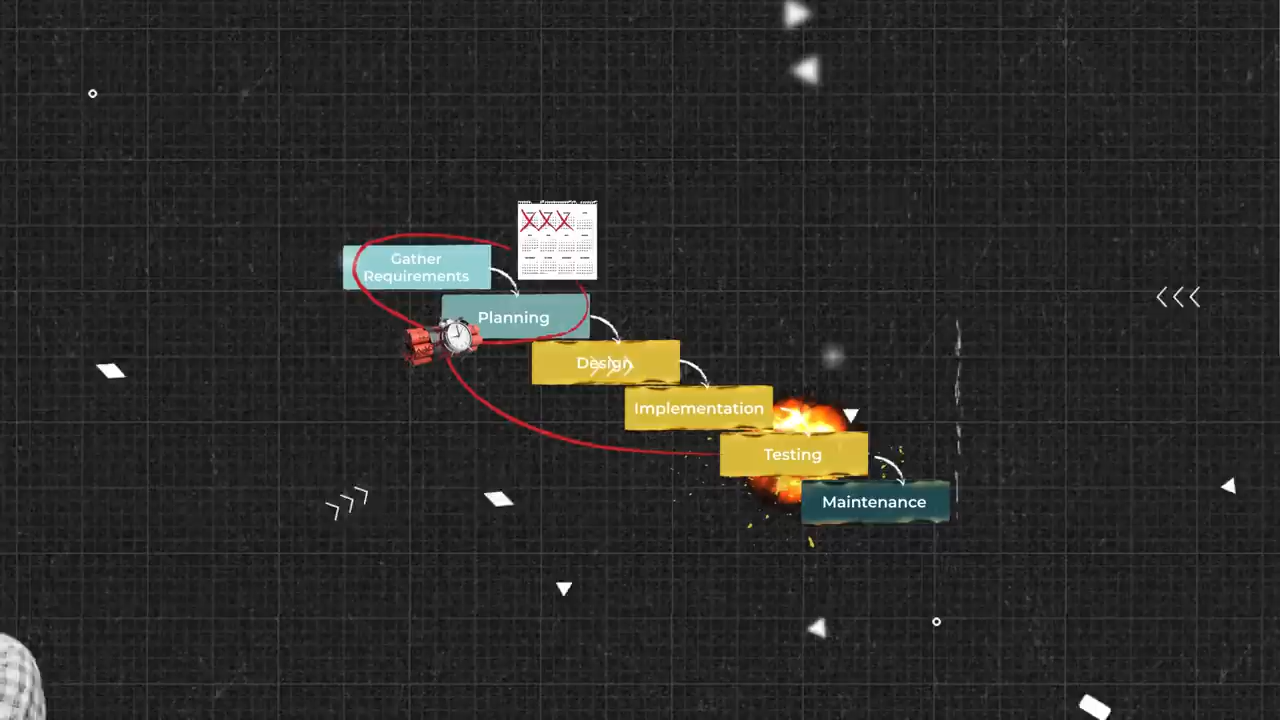 Gather
Requirements
Planning
Design
Implementation
Testing
Maintenance